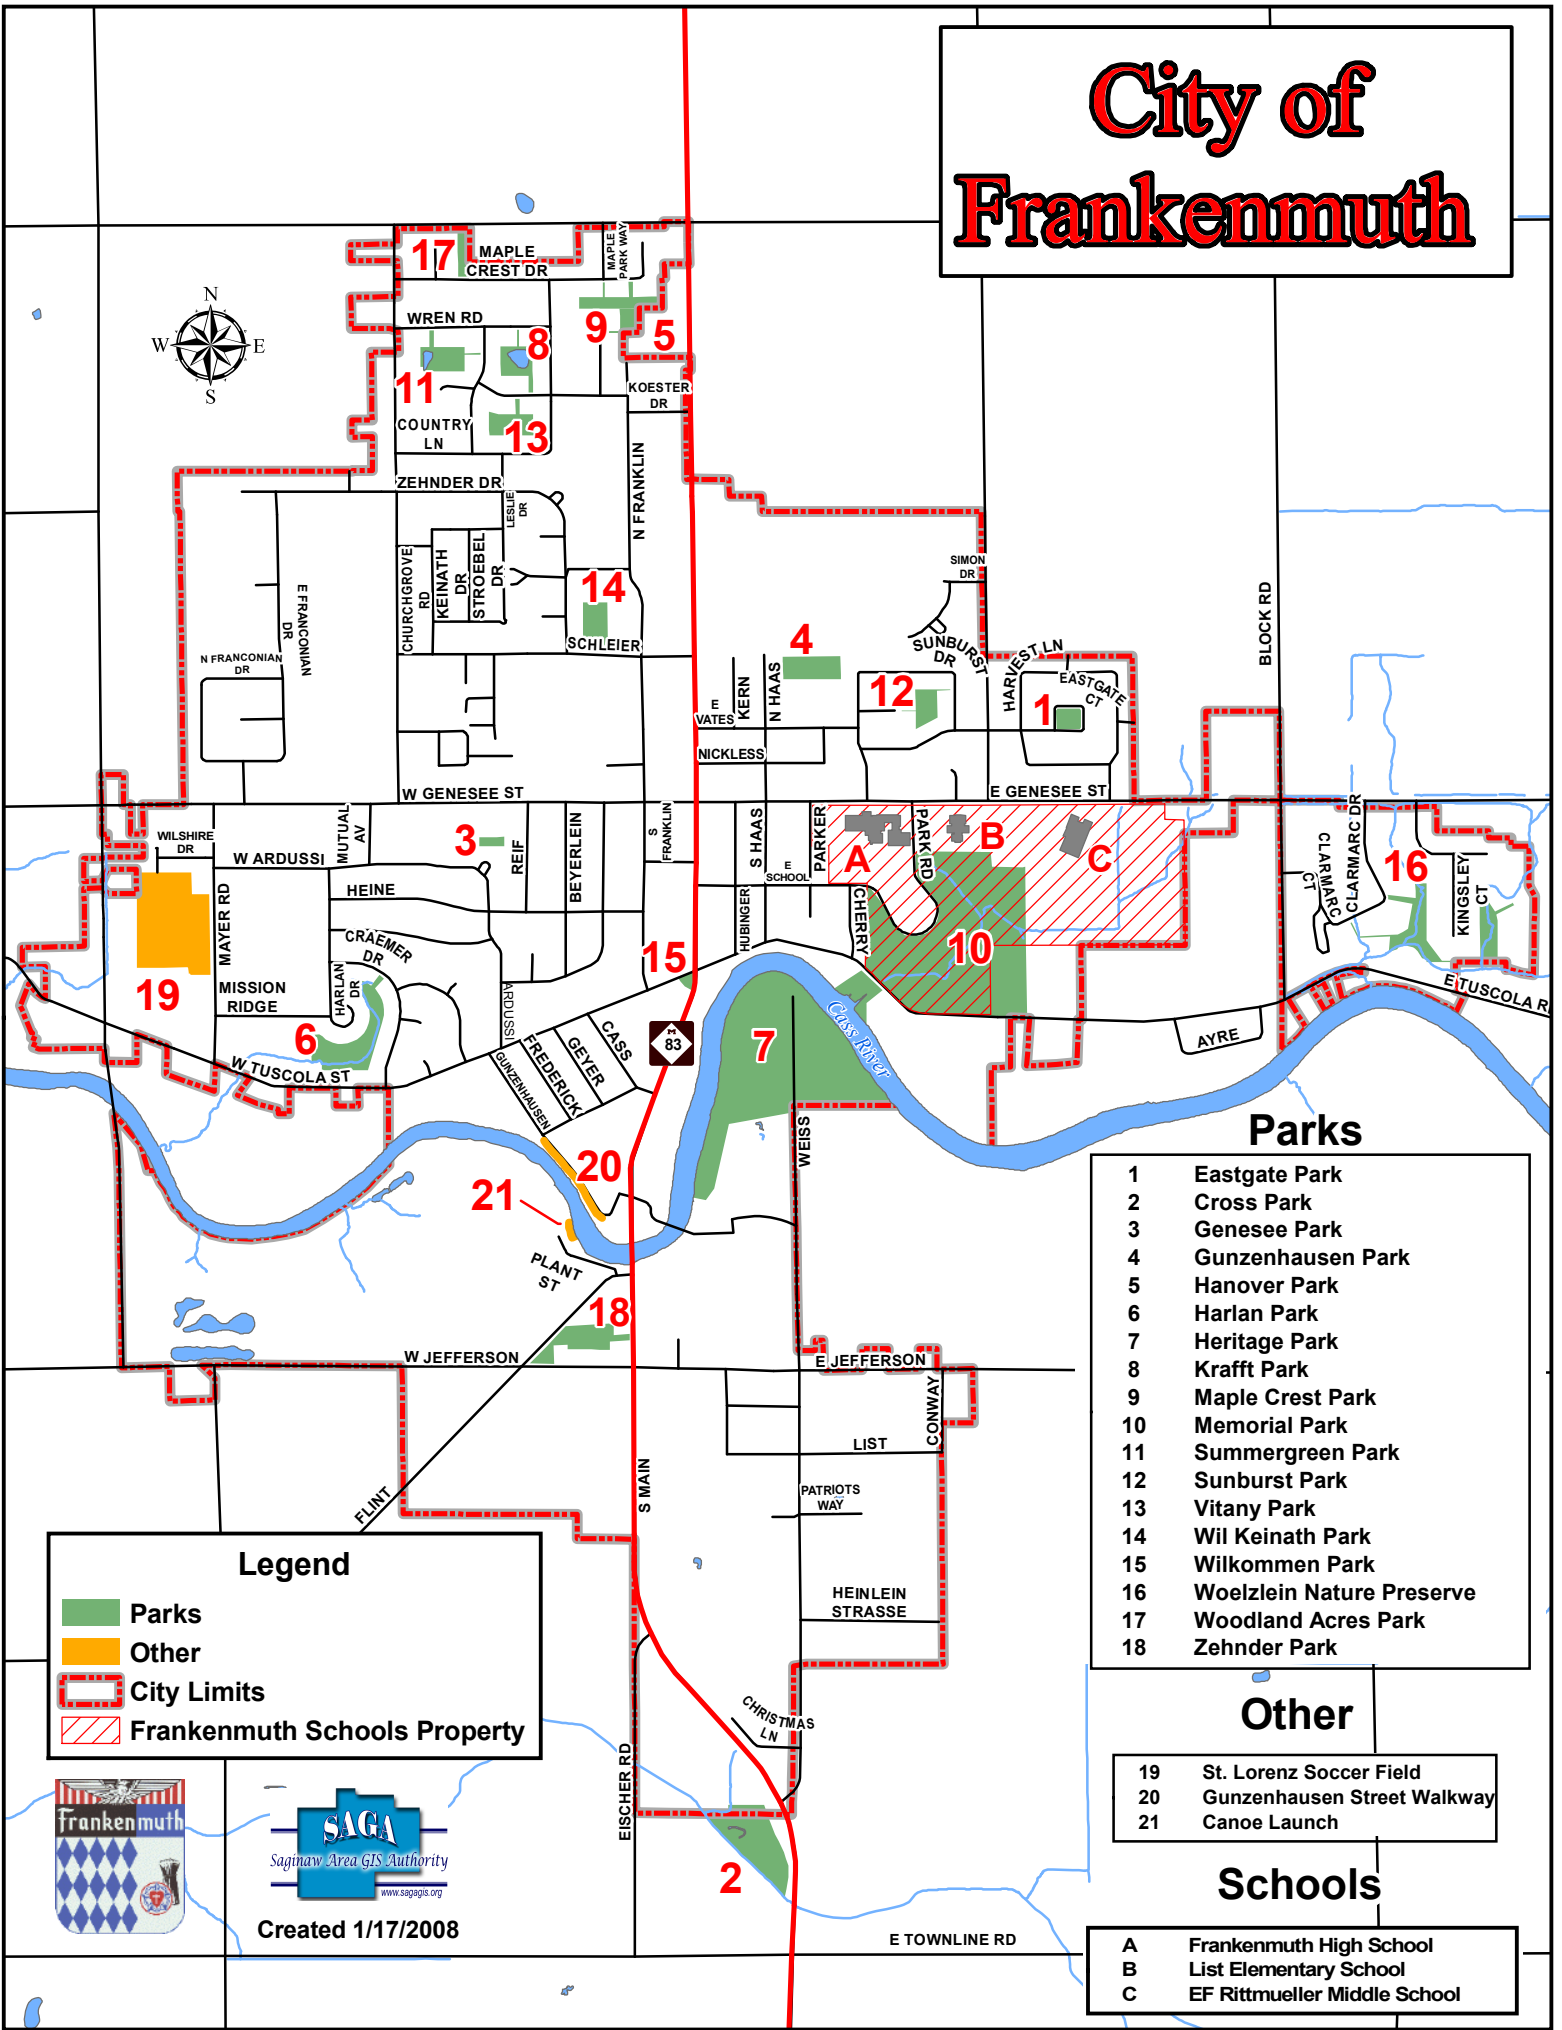 City of
Frankenmuth
N
W
E
S
17
MAPLE
CREST DR
MAPLE
PARK WAY
WREN RD
8
9
5
11
KOESTER
DR
COUNTRY
LN
13
ZEHNDER DR
LESLIE
DR
N FRANKLIN
CHURCHGROVE
RD
KEINATH
DR
STROEBEL
DR
14
SCHLEIER
E FRANCONIAN
DR
N FRANCONIAN
DR
SIMON
DR
SUNBURST
DR
HARVEST LN
EASTGATE
CT
BLOCK RD
4
12
1
E
VATES
KERN
N HAAS
NICKLESS
W GENESEE ST
E GENESEE ST
WILSHIRE
DR
W ARDUSSI
MUTUAL
AV
3
REIF
BEYERLEIN
S
FRANKLIN
S HAAS
E
SCHOOL
PARKER
A
PARK RD
B
C
CLARMARC
CT
CLARMARC DR
16
KINGSLEY
CT
HEINE
MAYER RD
CRAEMER
DR
HUBINGER
CHERRY
10
15
19
MISSION
RIDGE
HARLAN
DR
ARDUSSI
6
W TUSCOLA ST
E TUSCOLA R
CASS
GEYER
FREDERICK
GUNZENHAUSEN
M
83
7
Cass River
AYRE
WEISS
20
21
PLANT
ST
18
W JEFFERSON
E JEFFERSON
CONWAY
LIST
S MAIN
PATRIOTS
WAY
FLINT
HEINLEIN
STRASSE
CHRISTMAS
LN
EISCHER RD
2
E TOWNLINE RD
Parks
1 Eastgate Park
2 Cross Park
3 Genesee Park
4 Gunzenhausen Park
5 Hanover Park
6 Harlan Park
7 Heritage Park
8 Krafft Park
9 Maple Crest Park
10 Memorial Park
11 Summergreen Park
12 Sunburst Park
13 Vitany Park
14 Wil Keinath Park
15 Wilkommen Park
16 Woelzlein Nature Preserve
17 Woodland Acres Park
18 Zehnder Park
Other
19 St. Lorenz Soccer Field
20 Gunzenhausen Street Walkway
21 Canoe Launch
Schools
A Frankenmuth High School
B List Elementary School
C EF Rittmueller Middle School
Legend
Parks
Other
City Limits
Frankenmuth Schools Property
Frankenmuth
SAGA
Saginaw Area GIS Authority
www.sagagis.org
Created 1/17/2008